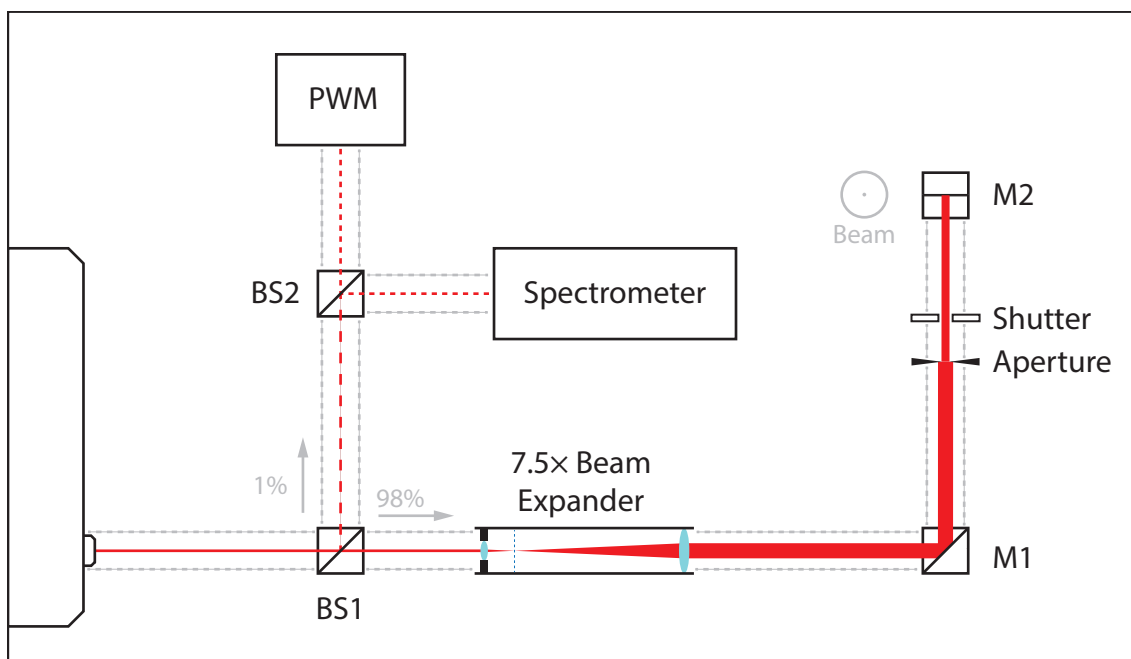 PWM
M2
Beam
BS2
Spectrometer
Shutter
Aperture
7.5× Beam
Expander
1%
98%
M1
BS1